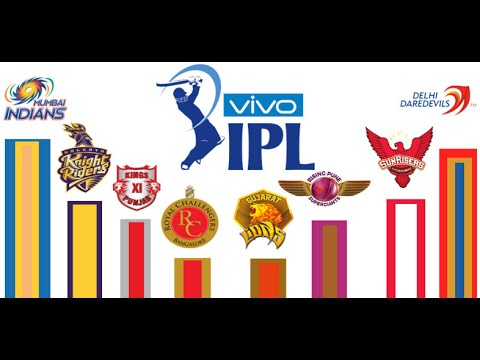 MUMBAI
INDIANS
vivo
IPL
DELHI
DAREDEVILS
KOLKATA
Knight
Riders
KINGS
XI
PUNJAB
ROYAL CHALLENGERS
RC
BANGALORE
GUJARAT
LIONS
RISING PUNE
SUPERGIANTS
SUNRISERS